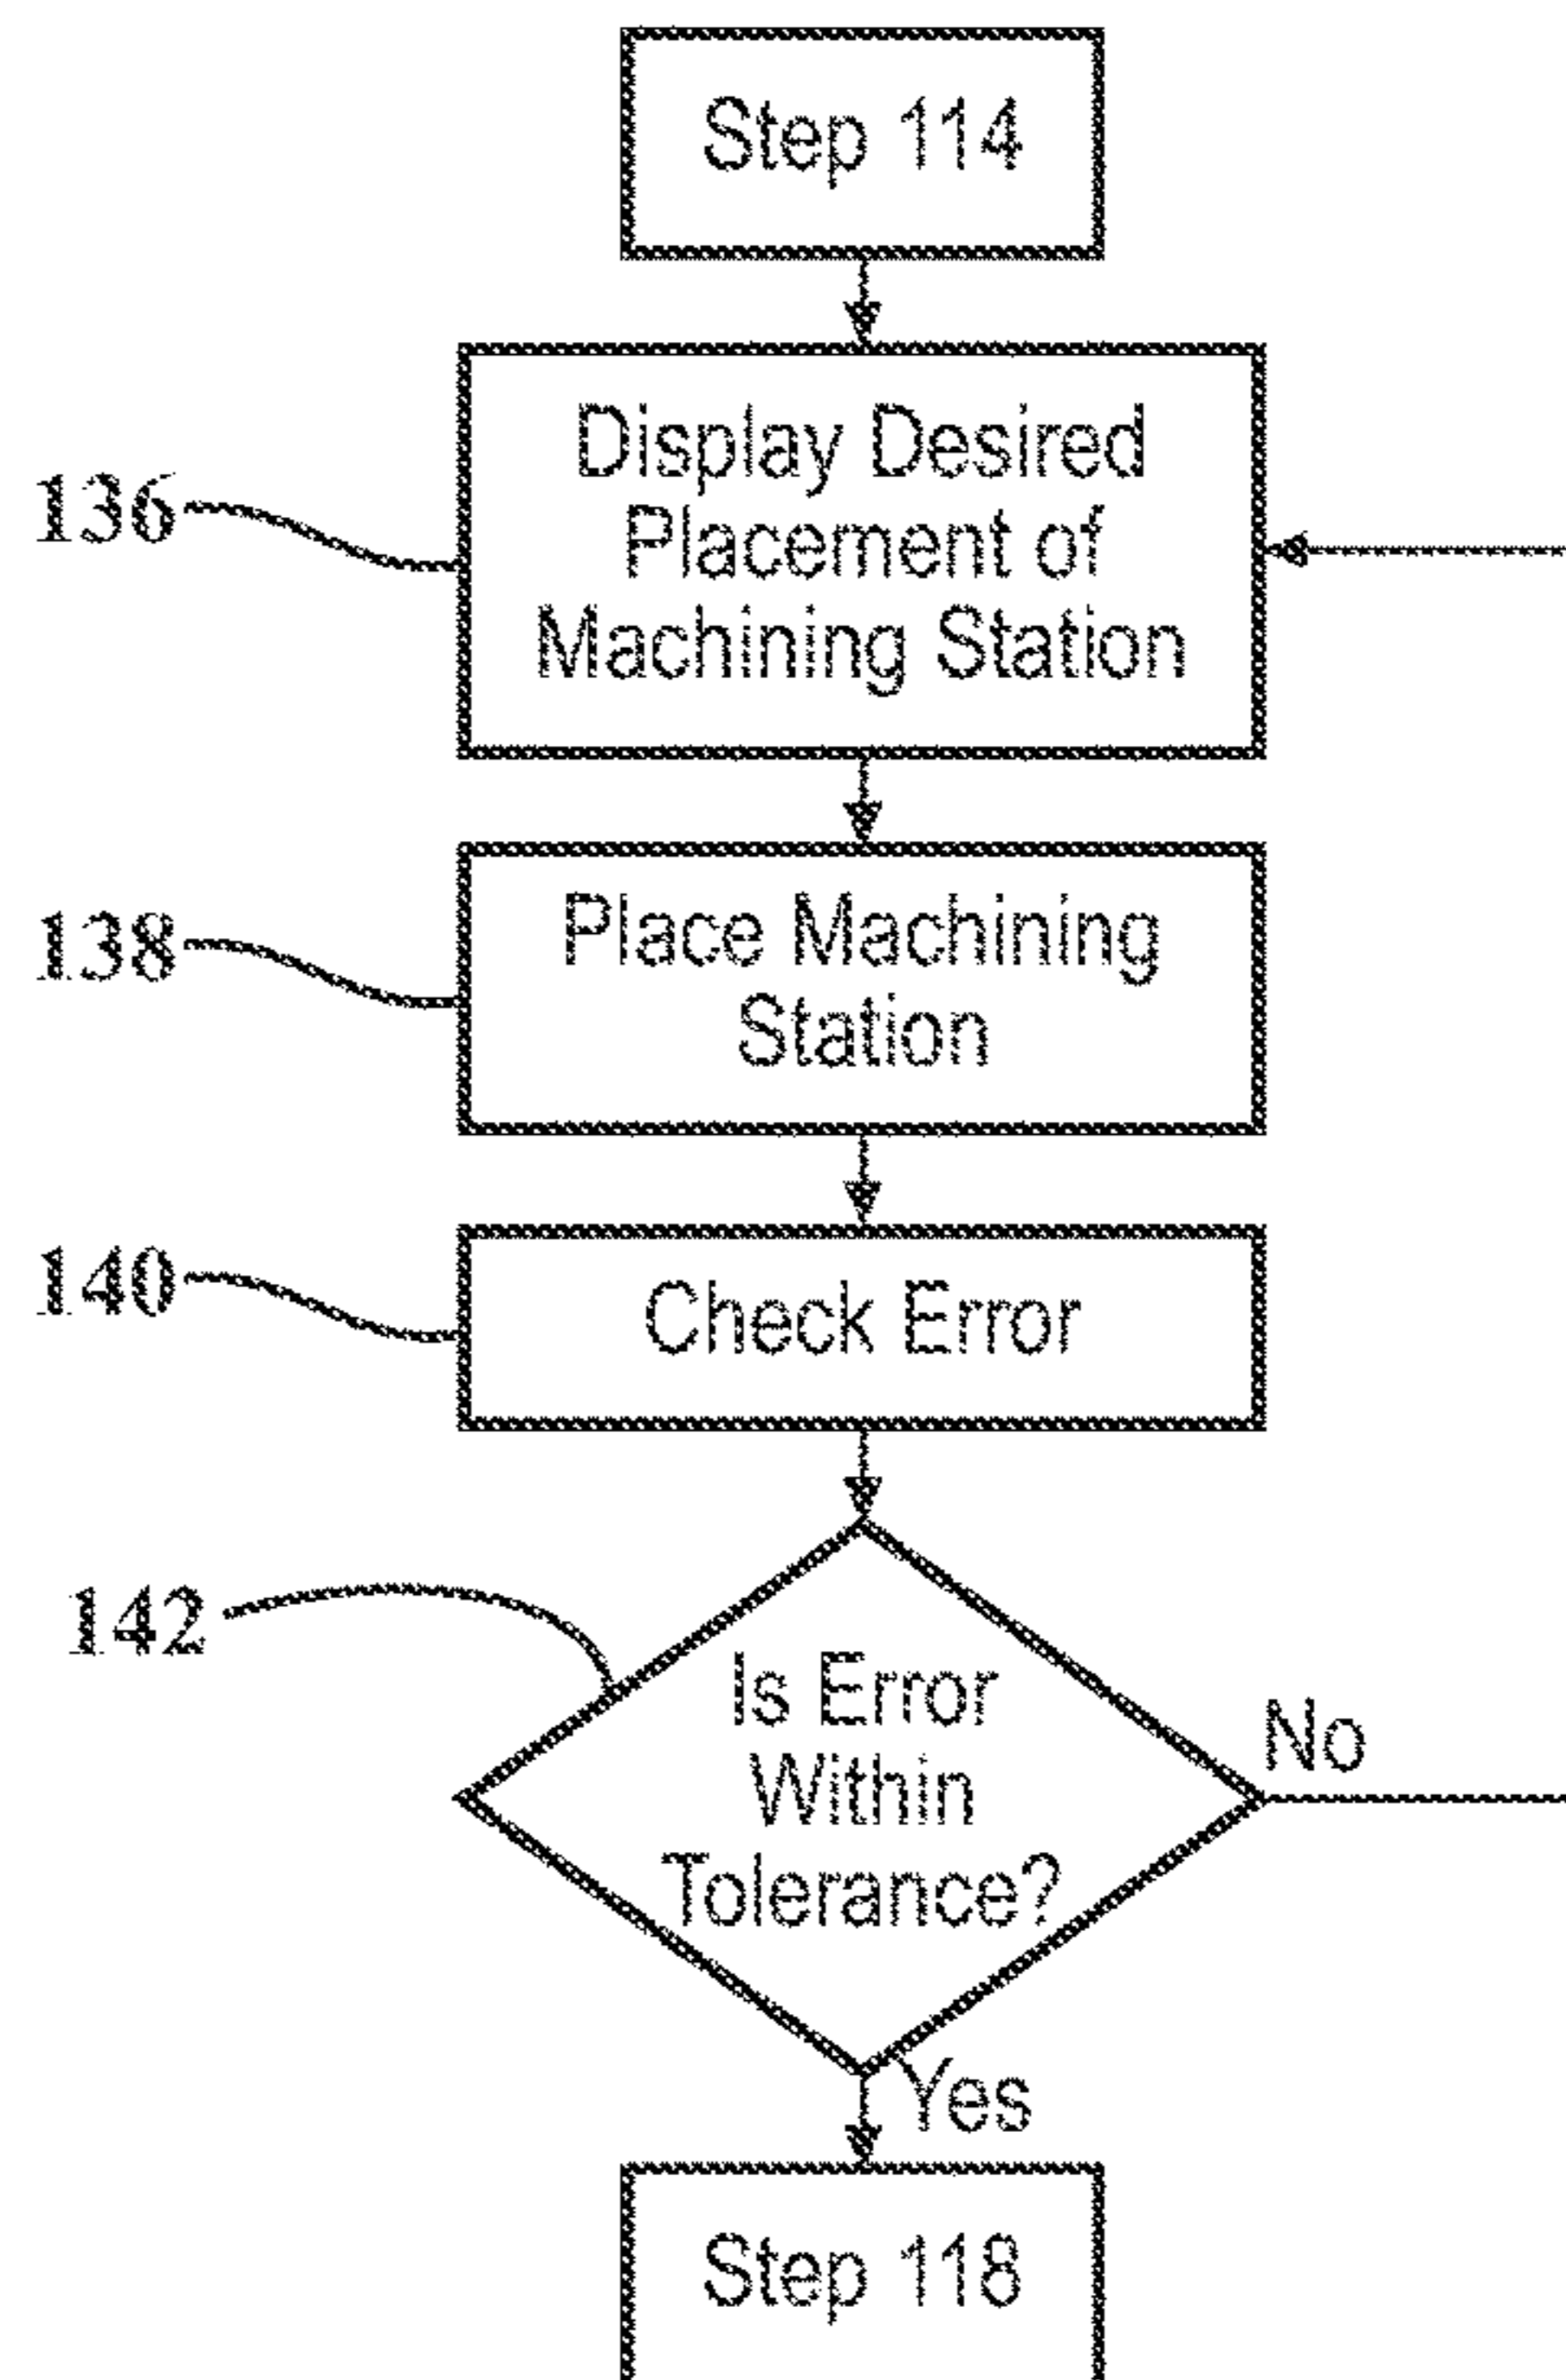 Step 114
136
Display Desired
Placement of
Machining Station
138
Place Machining
Station
140
Check Error
142
Is Error
Within
Tolerance?
No
Yes
Step 118